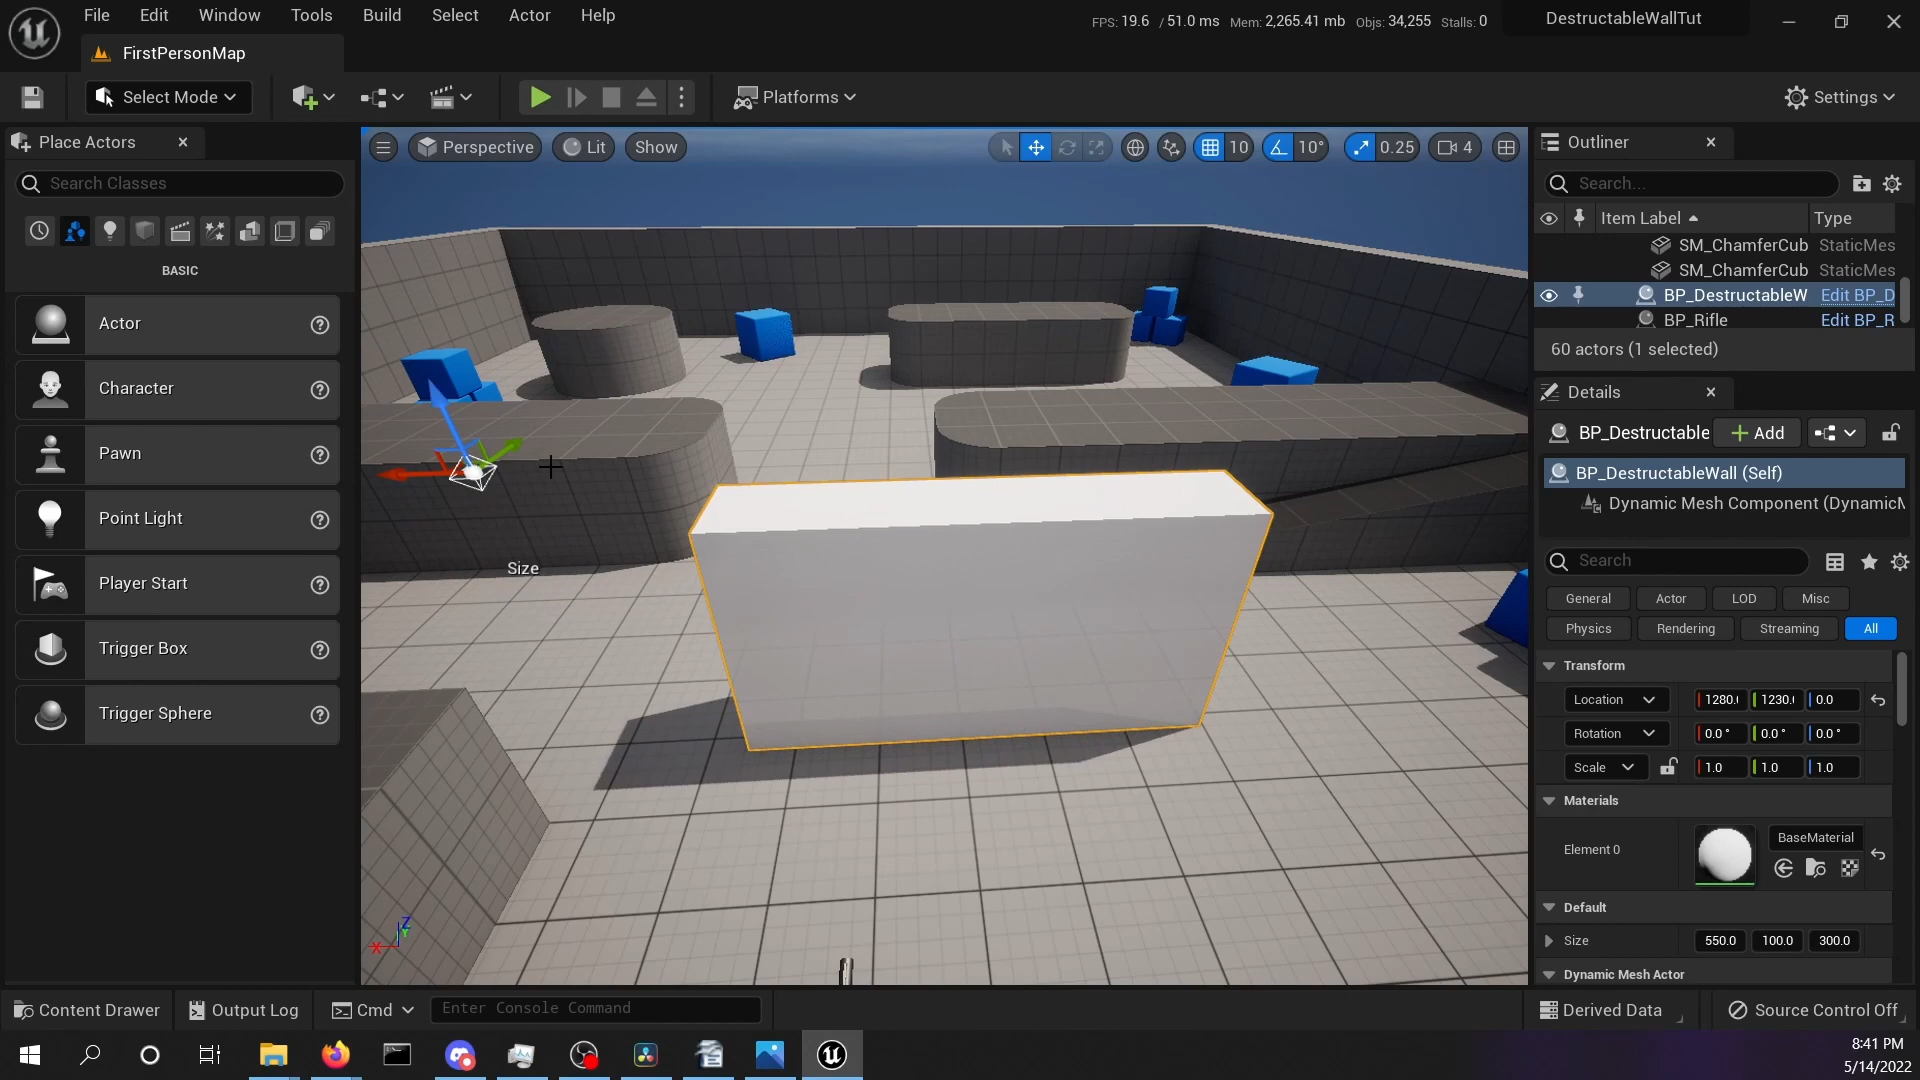 File Edit Window Tools Build Select Actor Help
FPS: 19.6 / 51.0 ms Mem: 2,265.41 mb Objs: 34,255 Stalls: 0
DestructableWallTut
FirstPersonMap
Select Mode
Platforms
Settings
Place Actors
Search Classes
BASIC
Actor
Character
Pawn
Point Light
Player Start
Trigger Box
Trigger Sphere
Perspective Lit Show
10 10° 0.25 4
Size
Z
Y
X
Outliner
Search...
Item Label Type
SM_ChamferCub StaticMes
SM_ChamferCub StaticMes
BP_DestructableW Edit BP_D
BP_Rifle Edit BP_R
60 actors (1 selected)
Details
BP_Destructable Add
BP_DestructableWall (Self)
Dynamic Mesh Component (DynamicM
Search
General Actor LOD Misc
Physics Rendering Streaming All
Transform
Location 1280.( 1230.( 0.0
Rotation 0.0 ° 0.0 ° 0.0 °
Scale 1.0 1.0 1.0
Materials
Element 0 BaseMaterial
Default
Size 550.0 100.0 300.0
Dynamic Mesh Actor
Content Drawer Output Log Cmd Enter Console Command
Derived Data Source Control Off
8:41 PM
5/14/2022